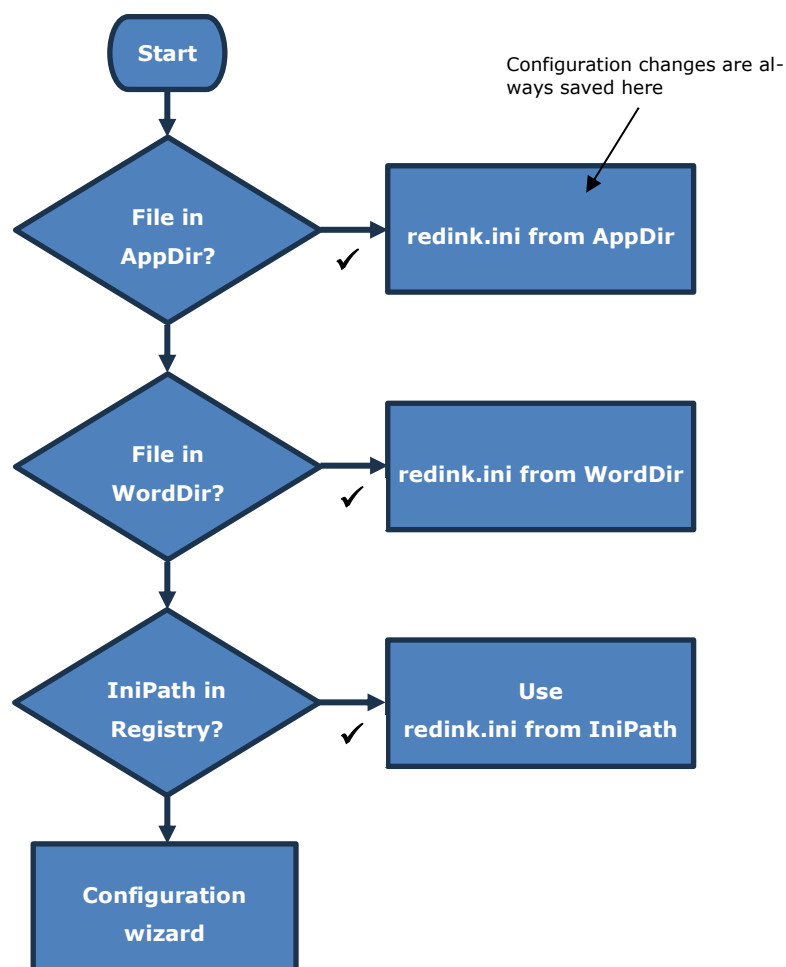 Start
Configuration changes are al-
ways saved here
File in
AppDir?
redink.ini from AppDir
✓
File in
WordDir?
redink.ini from WordDir
✓
IniPath in
Registry?
Use
redink.ini from IniPath
✓
Configuration
wizard